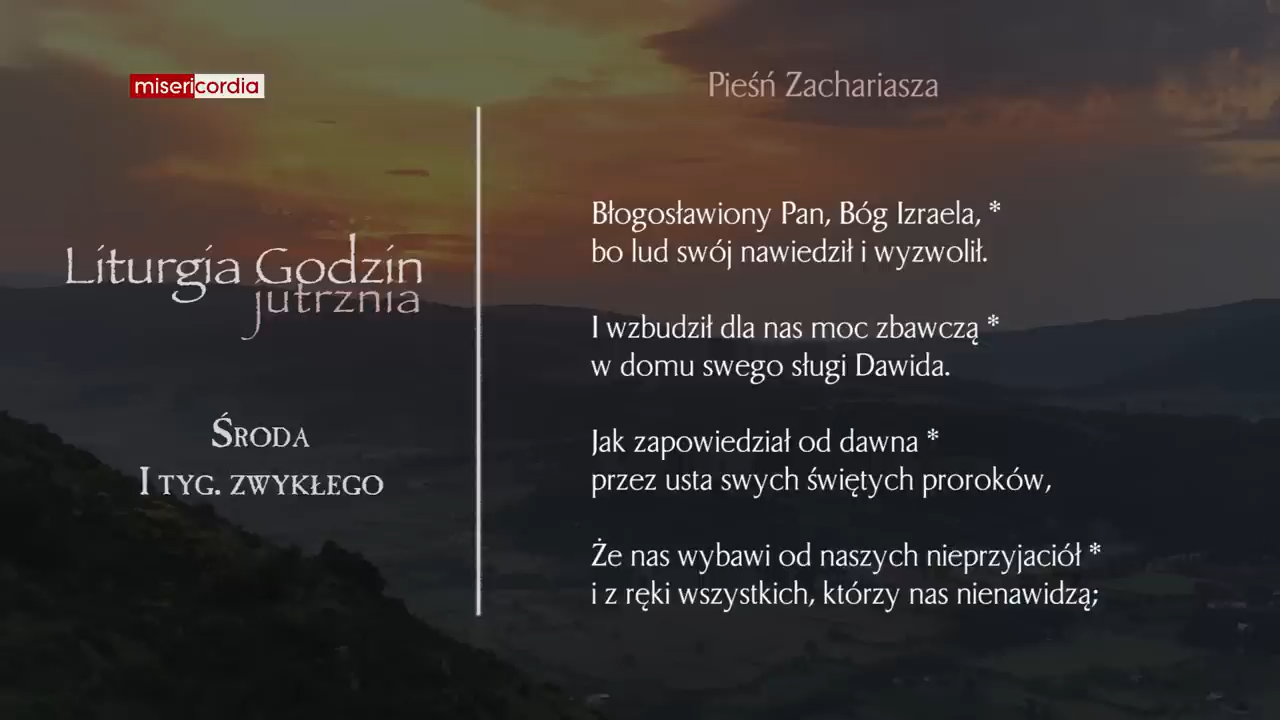 misericordia
Liturgia Godzin
jutrznia
Środa
I tyg. zwykłego
Pieśń Zachariasza
Błogosławiony Pan, Bóg Izraela, *
bo lud swój nawiedził i wyzwolił.
I wzbudził dla nas moc zbawczą *
w domu swego sługi Dawida.
Jak zapowiedział od dawna *
przez usta swych świętych proroków,
Że nas wybawi od naszych nieprzyjaciół *
i z ręki wszystkich, którzy nas nienawidzą;